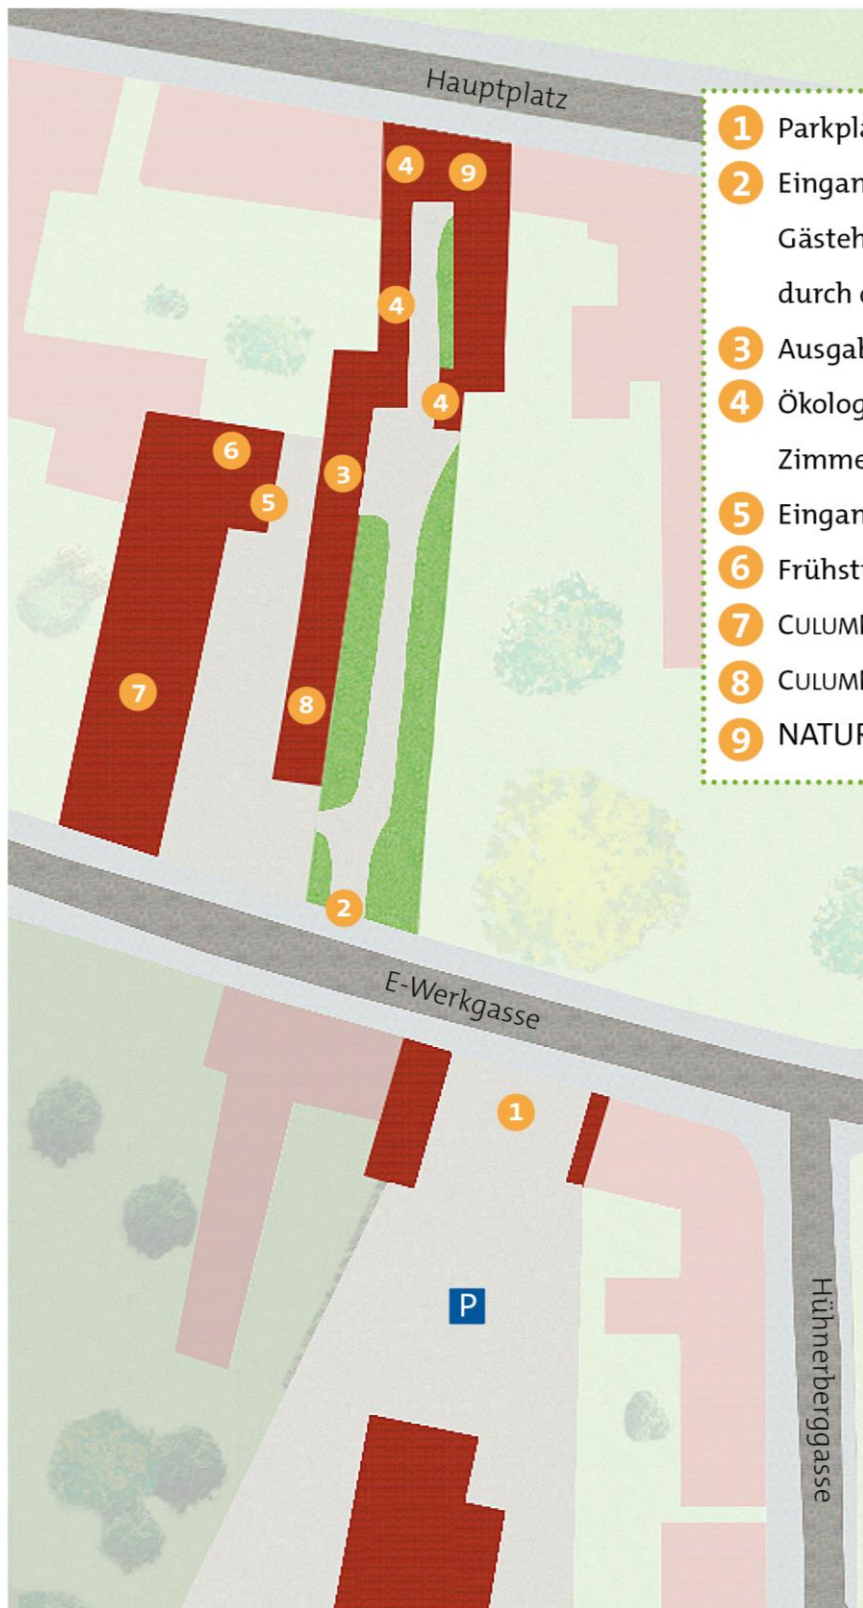 Hauptplatz
1 Parkpla
2 Eingan
Gästeh
durch
3 Ausgab
4 Ökolog
Zimme
5 Eingan
6 Frühst
7 CULUM
8 CULUM
9 NATUR
4
9
4
4
6
3
5
7
8
2
E-Werkgasse
1
P
Hühnerberggasse